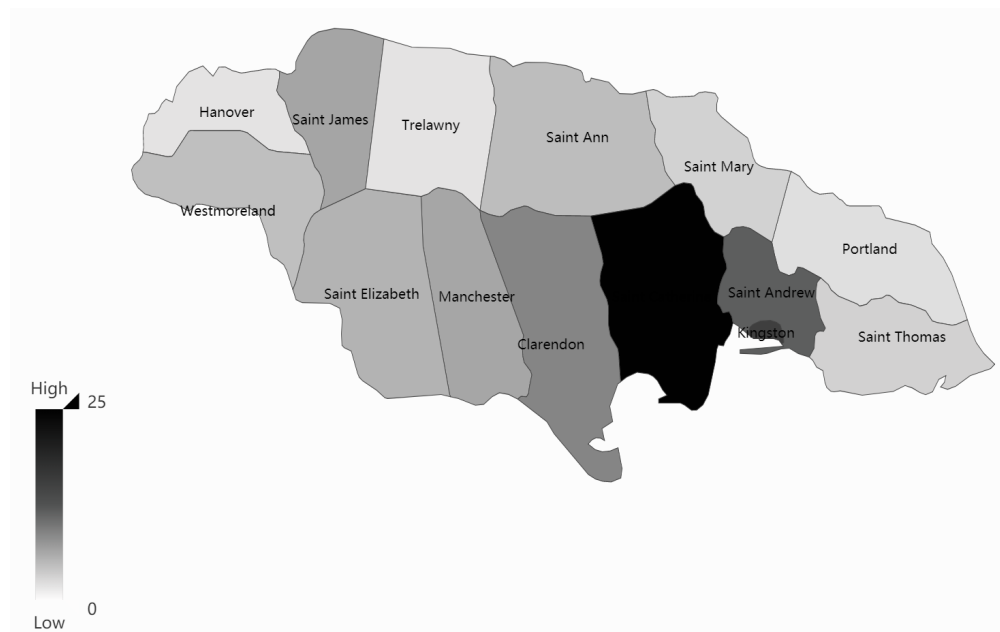 Hanover
Saint James
Trelawny
Saint Ann
Saint Mary
Westmoreland
Portland
Saint Elizabeth
Manchester
Saint Andrew
Kingston
Clarendon
Saint Thomas
High
25
0
Low